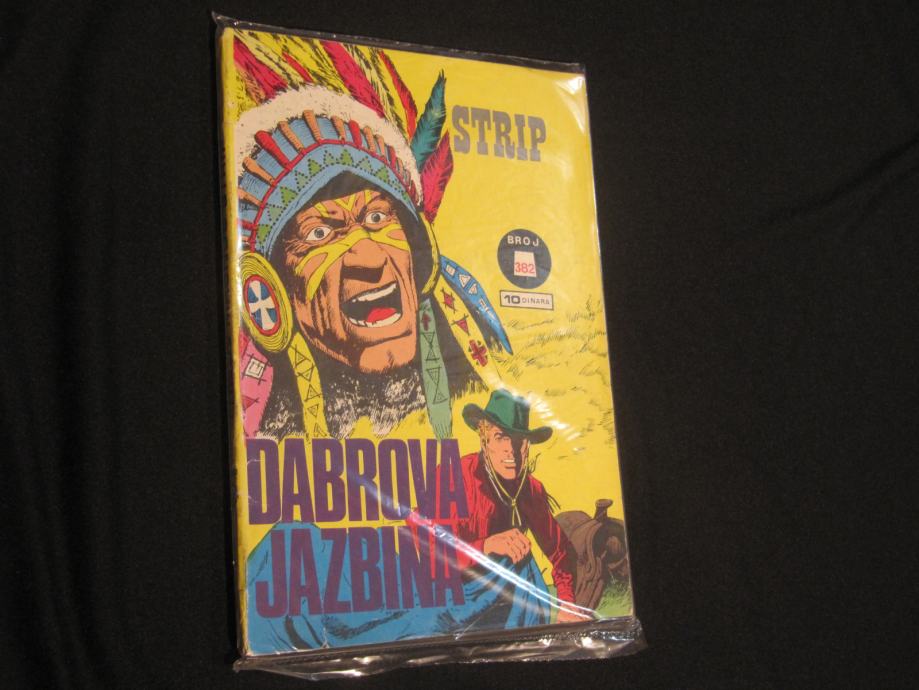 STRIP
BROJ
382
10 DINARA
DABROVA
JAZBINA